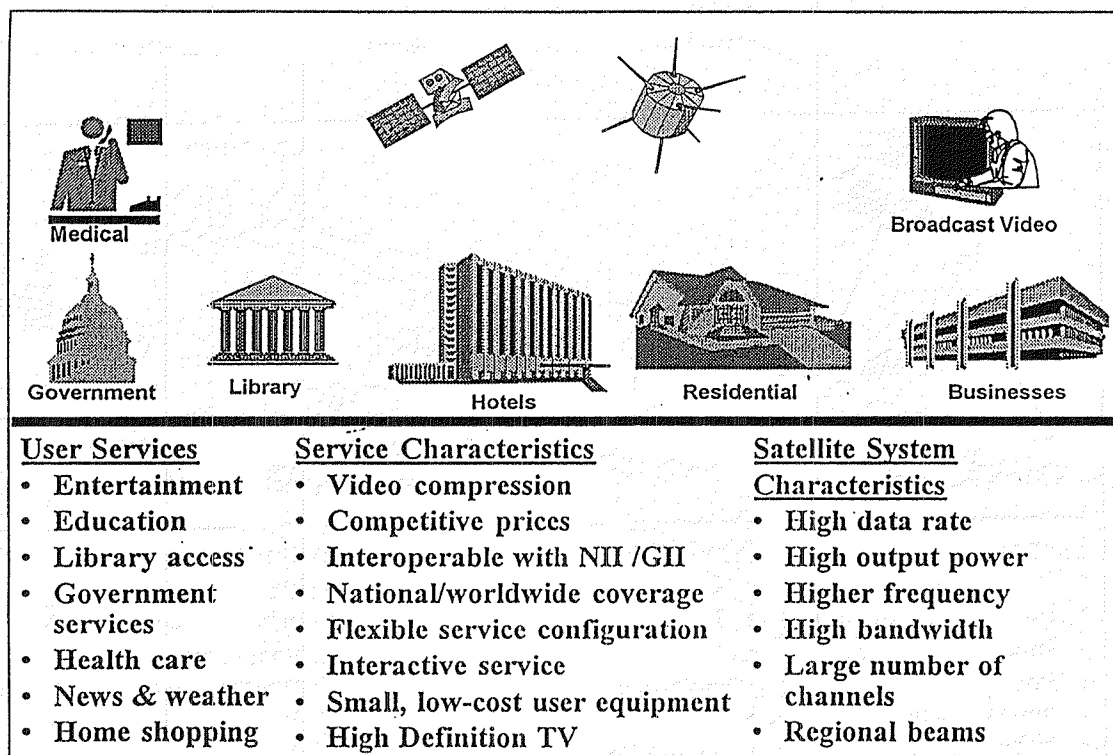 Medical
Broadcast Video
Government
Library
Hotels
Residential
Businesses
User Services
• Entertainment
• Education
• Library access
• Government
services
• Health care
• News & weather
• Home shopping
Service Characteristics
• Video compression
• Competitive prices
• Interoperable with NII /GII
• National/worldwide coverage
• Flexible service configuration
• Interactive service
• Small, low-cost user equipment
• High Definition TV
Satellite System
Characteristics
• High data rate
• High output power
• Higher frequency
• High bandwidth
• Large number of
channels
• Regional beams